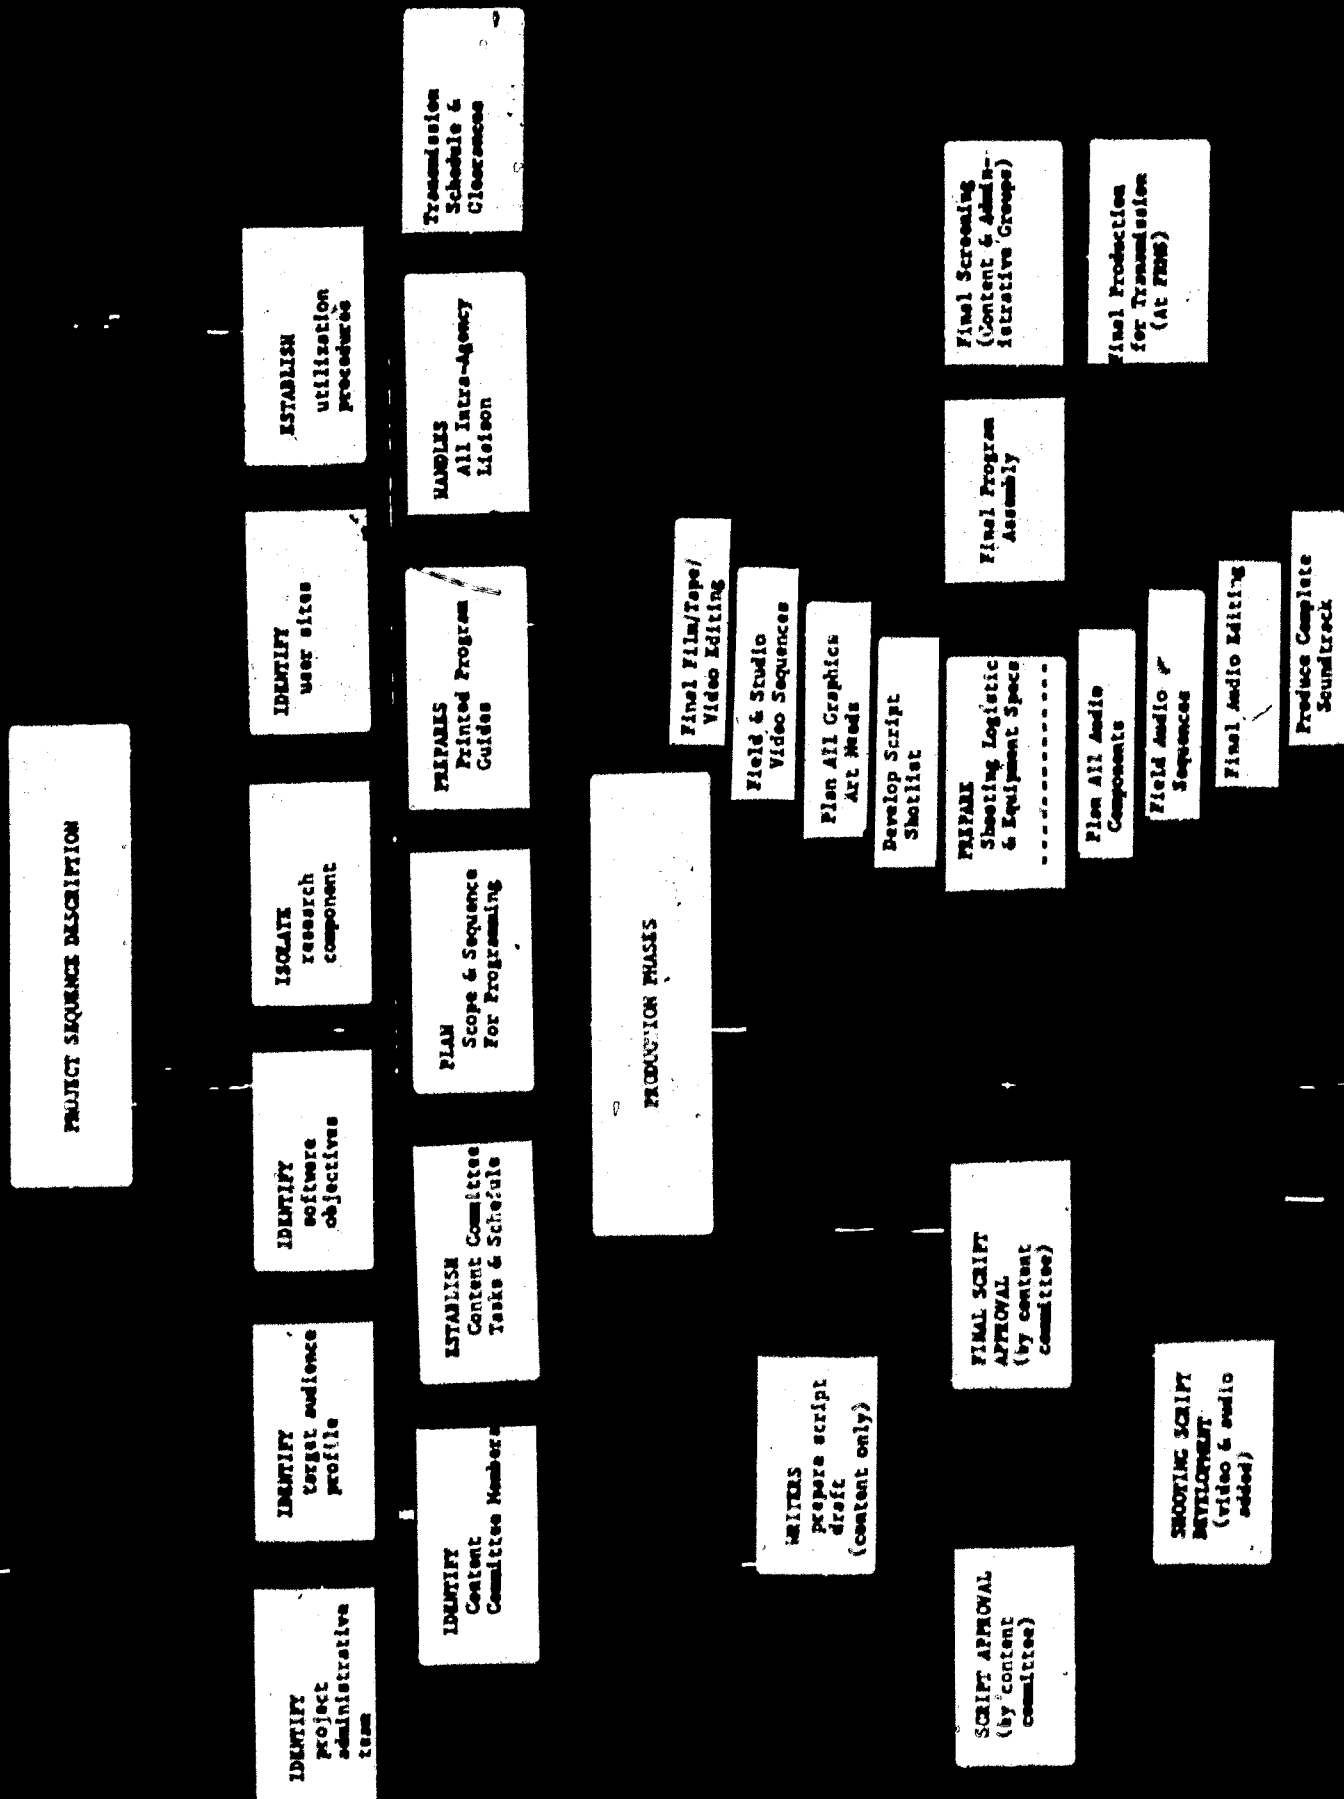 PROJECT SEQUENCE DESCRIPTION
IDENTIFY
project
administrative
team
IDENTIFY
target audience
profile
IDENTIFY
software
objectives
ISOLATE
research
component
IDENTIFY
user sites
ESTABLISH
utilization
procedures
IDENTIFY
Content
Committee Members
ESTABLISH
Content Committee
Tasks & Schedule
PLAN
Scope & Sequence
For Programming
PREPARES
Printed Program
Guides
HANDLES
All Intra-Agency
Liaison
Transmission
Schedule &
Clearances
PRODUCTION PHASES
SCRIPT APPROVAL
(by content
committee)
WRITERS
prepare script
draft
(content only)
SHOOTING SCRIPT
DEVELOPMENT
(video & audio
added)
FINAL SCRIPT
APPROVAL
(by content
committee)
Final Film/Tape/
Video Editing
Field & Studio
Video Sequences
Plan All Graphics
Art Needs
Develop Script
Shotlist
PREPARE
Shooting Logistic
& Equipment Specs
Plan All Audio
Components
Field Audio
Sequences
Final Audio Editing
Produce Complete
Soundtrack
Final Program
Assembly
Final Screening
(Content & Admin-
istrative Groups)
Final Production
for Transmission
(At